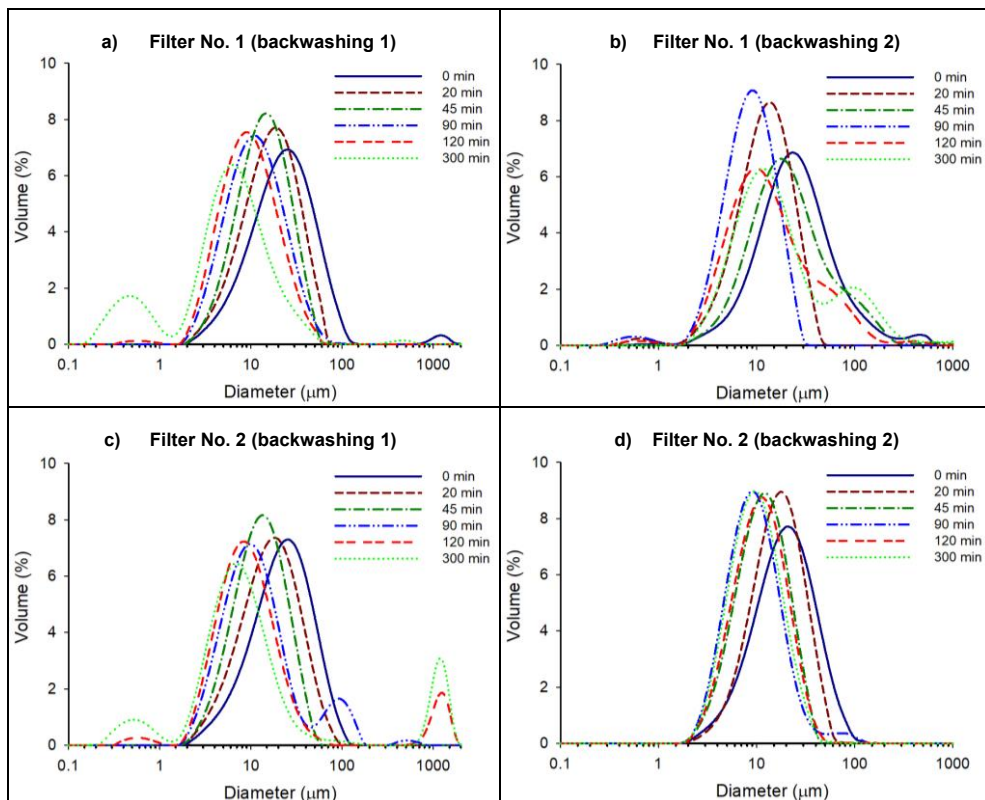 a) Filter No. 1 (backwashing 1)
10
8
6
4
2
0
Volume (%)
0 min
20 min
45 min
90 min
120 min
300 min
0.1 1 10 100 1000
Diameter (μm)
b) Filter No. 1 (backwashing 2)
10
8
6
4
2
0
Volume (%)
0 min
20 min
45 min
90 min
120 min
300 min
0.1 1 10 100 1000
Diameter (μm)
c) Filter No. 2 (backwashing 1)
10
8
6
4
2
0
Volume (%)
0 min
20 min
45 min
90 min
120 min
300 min
0.1 1 10 100 1000
Diameter (μm)
d) Filter No. 2 (backwashing 2)
10
8
6
4
2
0
Volume (%)
0 min
20 min
45 min
90 min
120 min
300 min
0.1 1 10 100 1000
Diameter (μm)